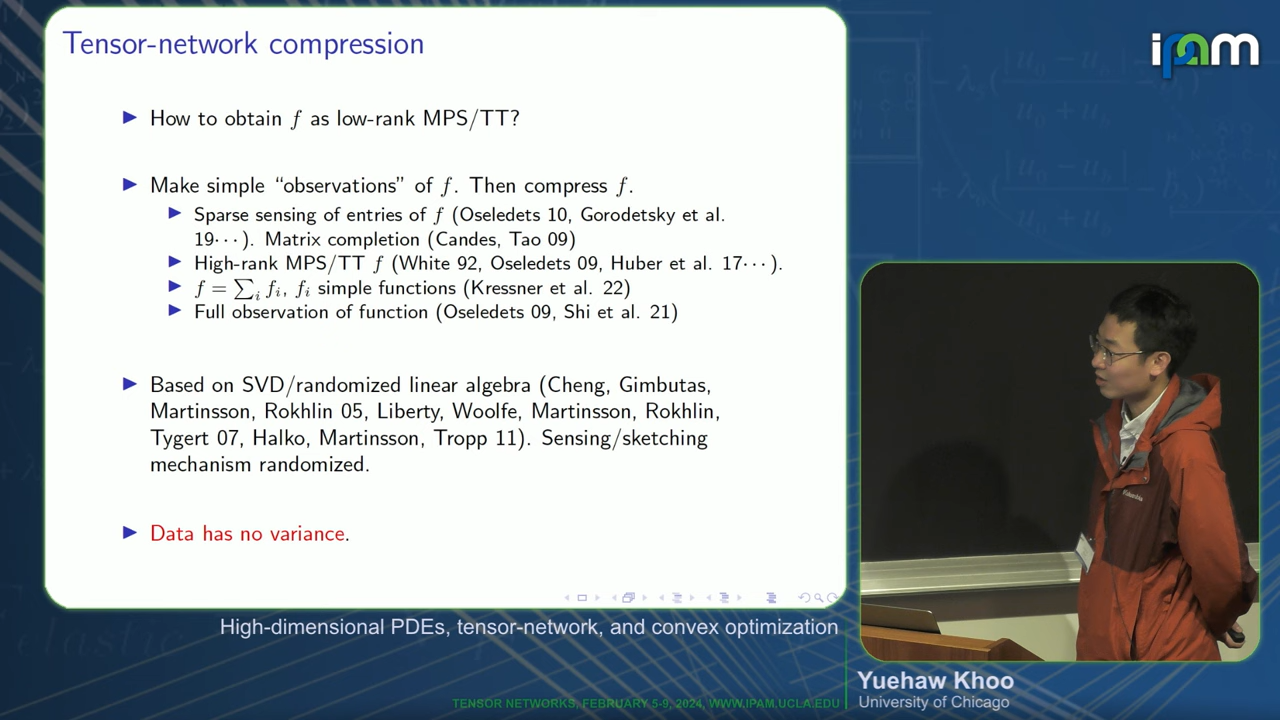 Tensor-network compression
ipam
▶ How to obtain f as low-rank MPS/TT?
▶ Make simple “observations” of f. Then compress f.
▶ Sparse sensing of entries of f (Oseledets 10, Gorodetsky et al.
19⋯). Matrix completion (Candes, Tao 09)
▶ High-rank MPS/TT f (White 92, Oseledets 09, Huber et al. 17⋯).
▶ f = ∑_i f_i, f_i simple functions (Kressner et al. 22)
▶ Full observation of function (Oseledets 09, Shi et al. 21)
▶ Based on SVD/randomized linear algebra (Cheng, Gimbutas,
Martinsson, Rokhlin 05, Liberty, Woolfe, Martinsson, Rokhlin,
Tygert 07, Halko, Martinsson, Tropp 11). Sensing/sketching
mechanism randomized.
▶ Data has no variance.
Columbia
High-dimensional PDEs, tensor-network, and convex optimization
Yuehaw Khoo
University of Chicago
TENSOR NETWORKS, FEBRUARY 5-9, 2024, WWW.IPAM.UCLA.EDU